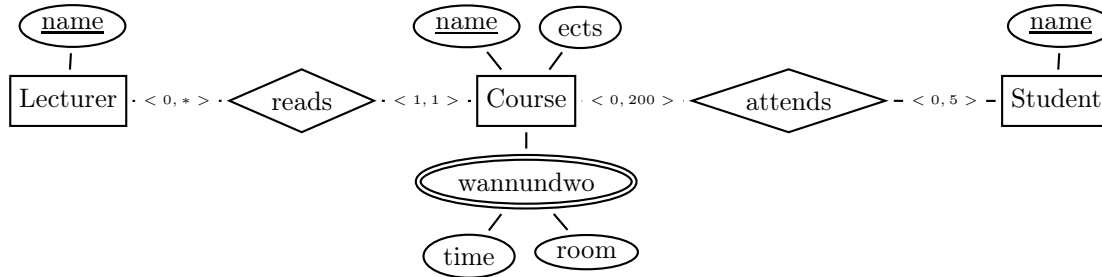 name
name
ects
name
Lecturer
< 0, * >
reads
< 1, 1 >
Course
< 0, 200 >
attends
< 0, 5 >
Student
wannundwo
time
room